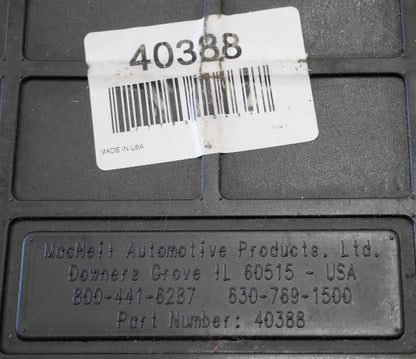 40388
MADE IN USA
MacNeil Automotive Products, Ltd.
Downers Grove IL 60515 - USA
800-441-6287 630-769-1500
Part Number: 40388